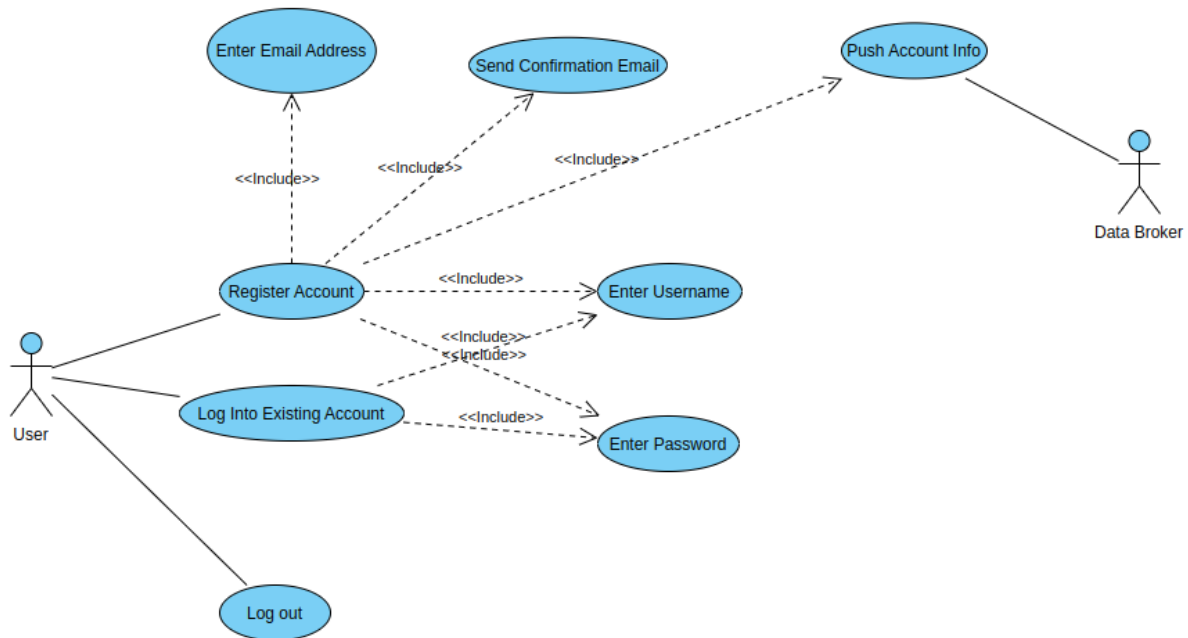 Enter Email Address
Send Confirmation Email
Push Account Info
<<Include>>
<<Include>>
<<Include>>
Data Broker
Register Account
<<Include>>
Enter Username
<<Include>>
<<Include>>
User
Log Into Existing Account
<<Include>>
Enter Password
Log out